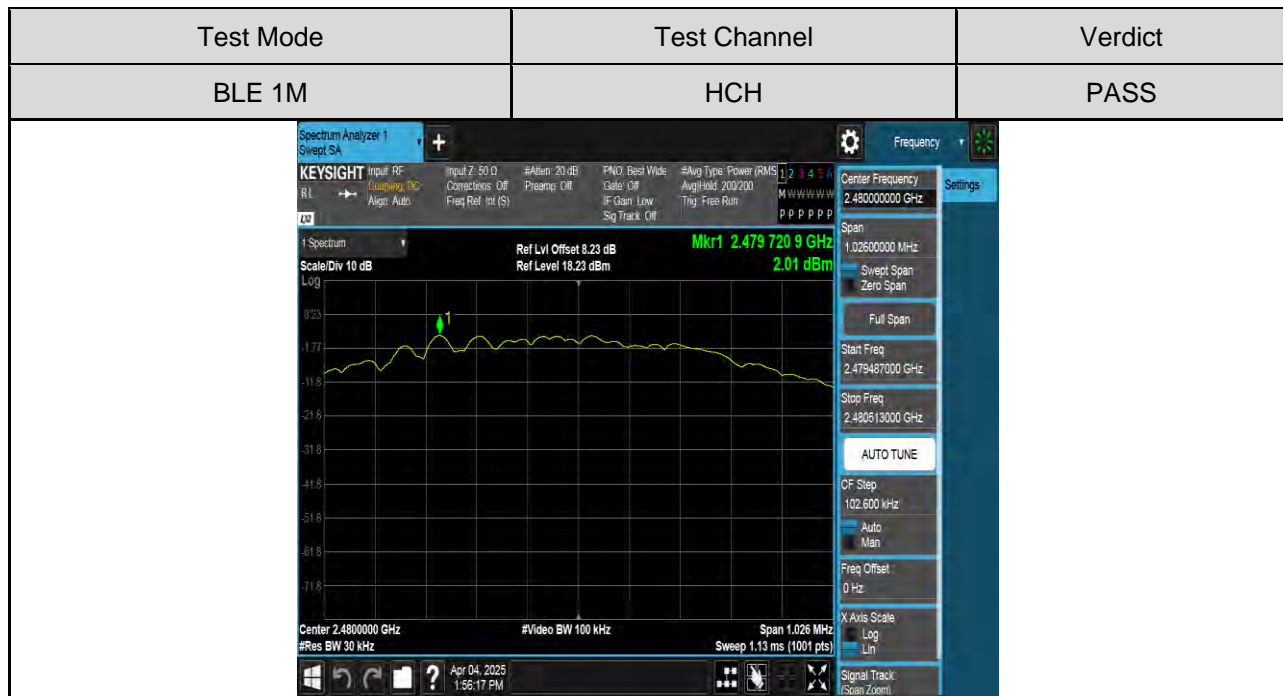 Test Mode Test Channel Verdict
BLE 1M HCH PASS
Spectrum Analyzer 1
Swept SA
+
Frequency
KEYSIGHT
R L
Input: RF
Coupling: DC
Align: Auto
Input Z: 50 Ω
Corrections: Off
Freq Ref: Int (S)
#Atten: 20 dB
Preamp: Off
PNO: Best Wide
Gate: Off
IF Gain: Low
Sig Track: Off
#Avg Type: Power (RMS
Avg|Hold: 200/200
Trig: Free Run
1 2 3 4 5 6
M W W W W W
P P P P P P
1 Spectrum
Scale/Div 10 dB
Log
Ref Lvl Offset 8.23 dB
Ref Level 18.23 dBm
Mkr1 2.479 720 9 GHz
2.01 dBm
8.23
1
-1.77
-11.8
-21.8
-31.8
-41.8
-51.8
-61.8
-71.8
Center 2.4800000 GHz
#Res BW 30 kHz
#Video BW 100 kHz
Span 1.026 MHz
Sweep 1.13 ms (1001 pts)
?
Apr 04, 2025
1:56:17 PM
Center Frequency
2.480000000 GHz
Settings
Span
1.02600000 MHz
Swept Span
Zero Span
Full Span
Start Freq
2.479487000 GHz
Stop Freq
2.480513000 GHz
AUTO TUNE
CF Step
102.600 kHz
Auto
Man
Freq Offset
0 Hz
X Axis Scale
Log
Lin
Signal Track
(Span Zoom)